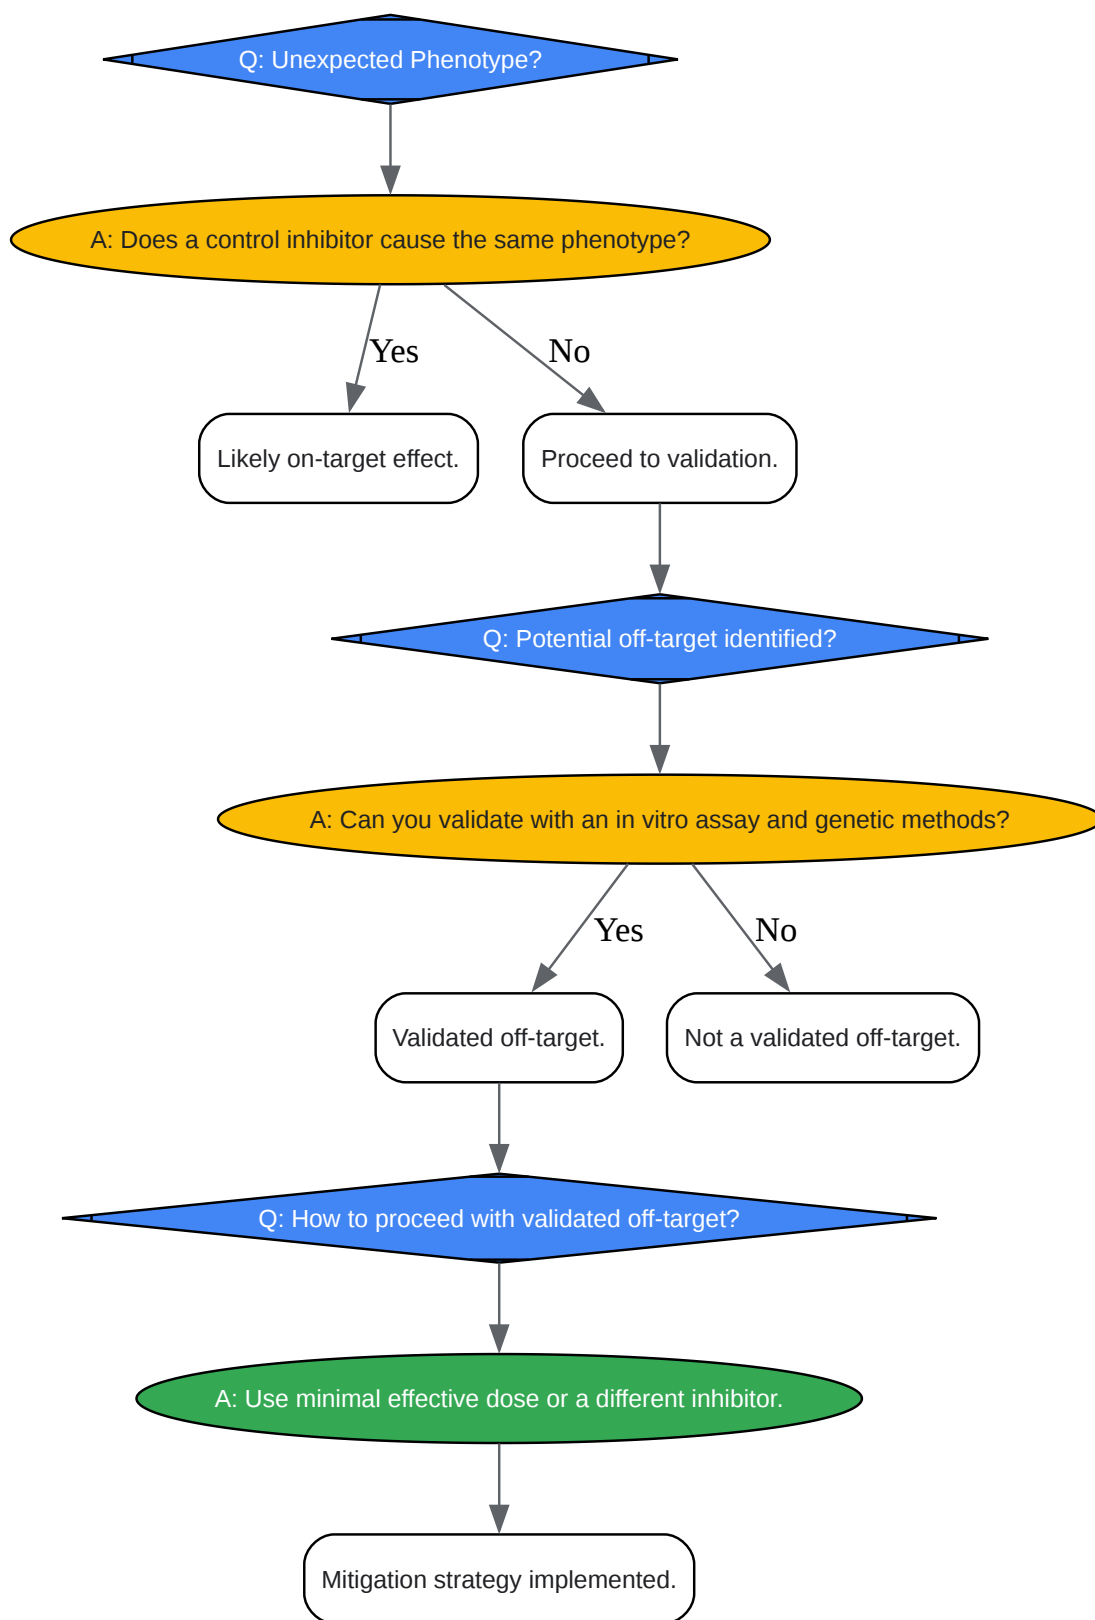 Q: Unexpected Phenotype?
A: Does a control inhibitor cause the same phenotype?
Yes
No
Likely on-target effect.
Proceed to validation.
Q: Potential off-target identified?
A: Can you validate with an in vitro assay and genetic methods?
Yes
No
Validated off-target.
Not a validated off-target.
Q: How to proceed with validated off-target?
A: Use minimal effective dose or a different inhibitor.
Mitigation strategy implemented.